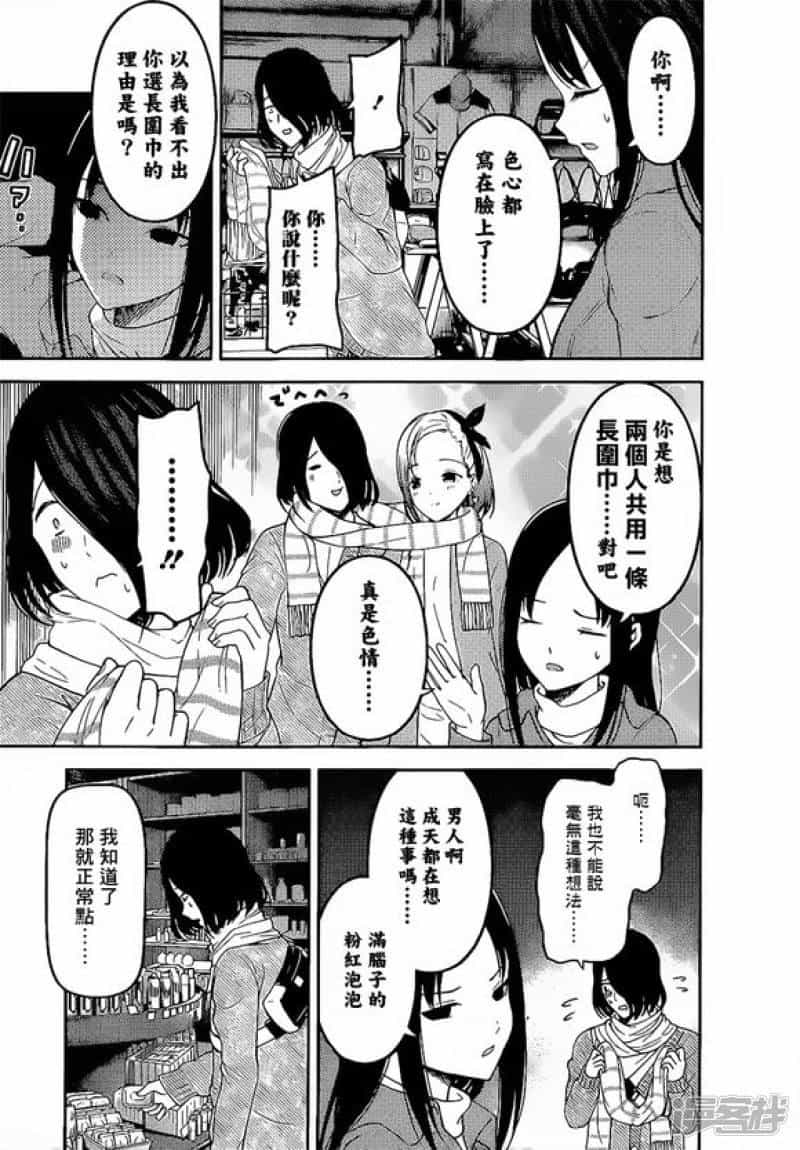 你啊
………
色心都
寫在臉上了……
！
你……
你說什麼呢？
以為我看不出
你選長圍巾的
理由是嗎？
ハァ…
你是想
兩個人共用一條
長圍巾……對吧
でへへっ
真是色情
………
………!!
呃…
我也不能說
毫無這種想法…
男人啊
成天都在想
這種事嗎
………
滿腦子的
粉紅泡泡
我知道了
那就正常點
………
漫客栈